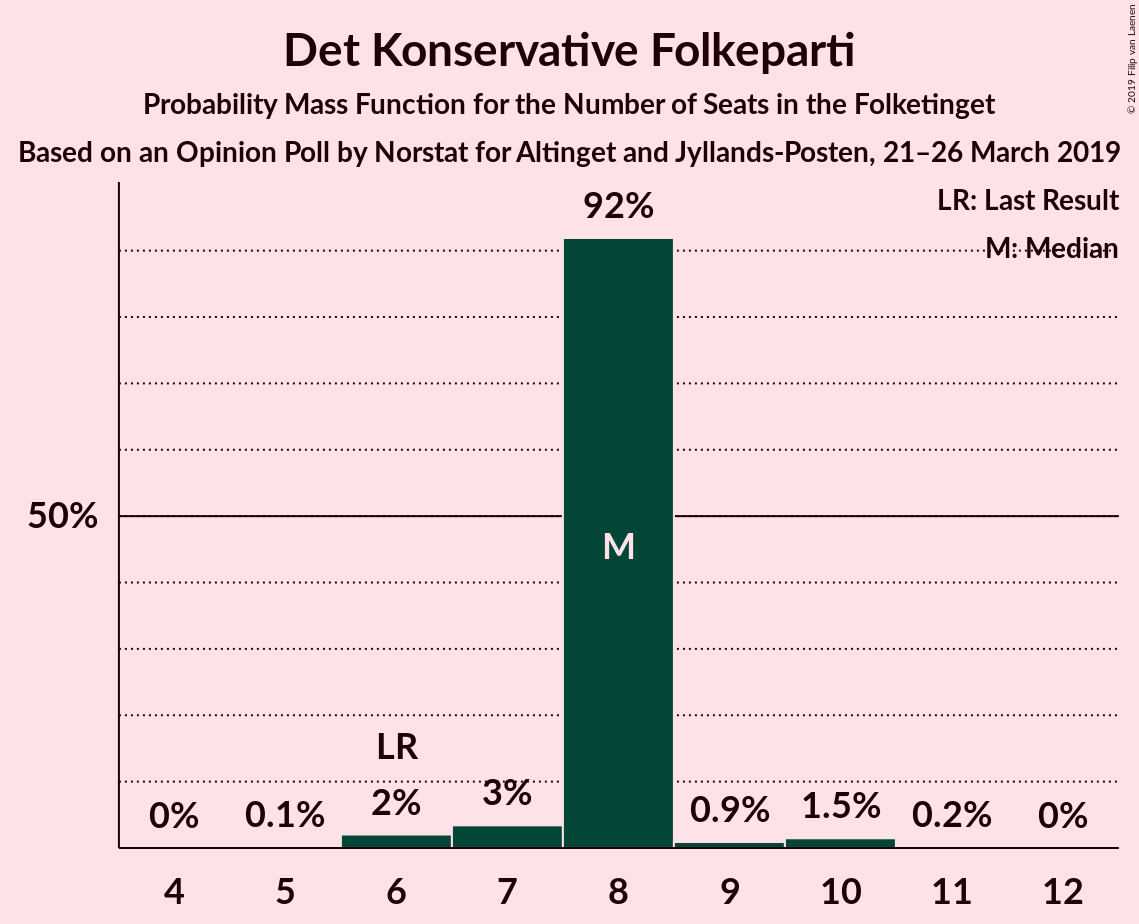 Det Konservative Folkeparti
Probability Mass Function for the Number of Seats in the Folketinget
Based on an Opinion Poll by Norstat for Altinget and Jyllands-Posten, 21–26 March 2019
© 2019 Filip van Laenen
LR: Last Result
M: Median
92%
50%
M
LR
0%
0.1%
2%
3%
0.9%
1.5%
0.2%
0%
4 5 6 7 8 9 10 11 12